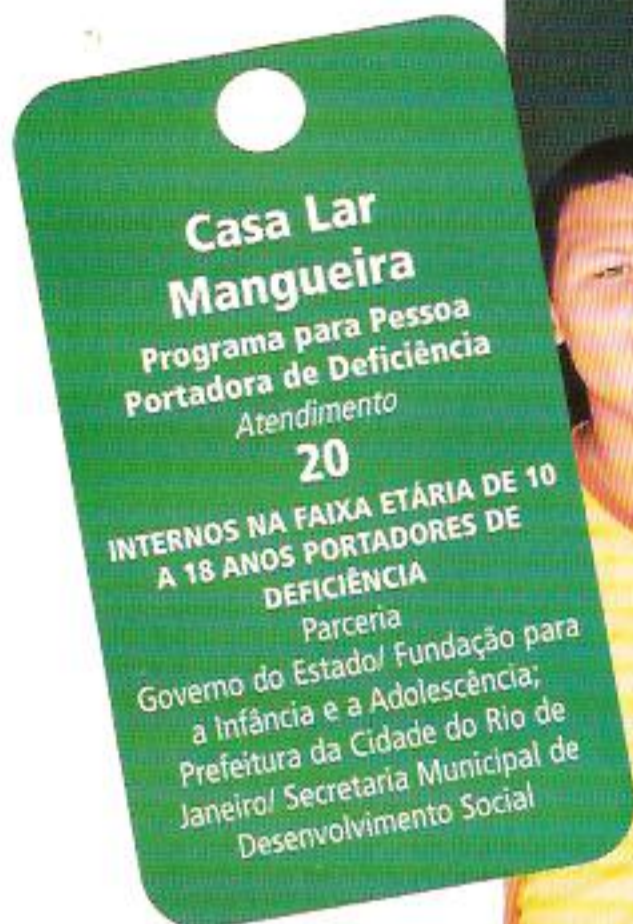 Casa Lar
Mangueira
Programa para Pessoa
Portadora de Deficiência
Atendimento
20
INTERNOS NA FAIXA ETÁRIA DE 10
A 18 ANOS PORTADORES DE
DEFICIÊNCIA
Parceria
Governo do Estado/ Fundação para
a Infância e a Adolescência;
Prefeitura da Cidade do Rio de
Janeiro/ Secretaria Municipal de
Desenvolvimento Social